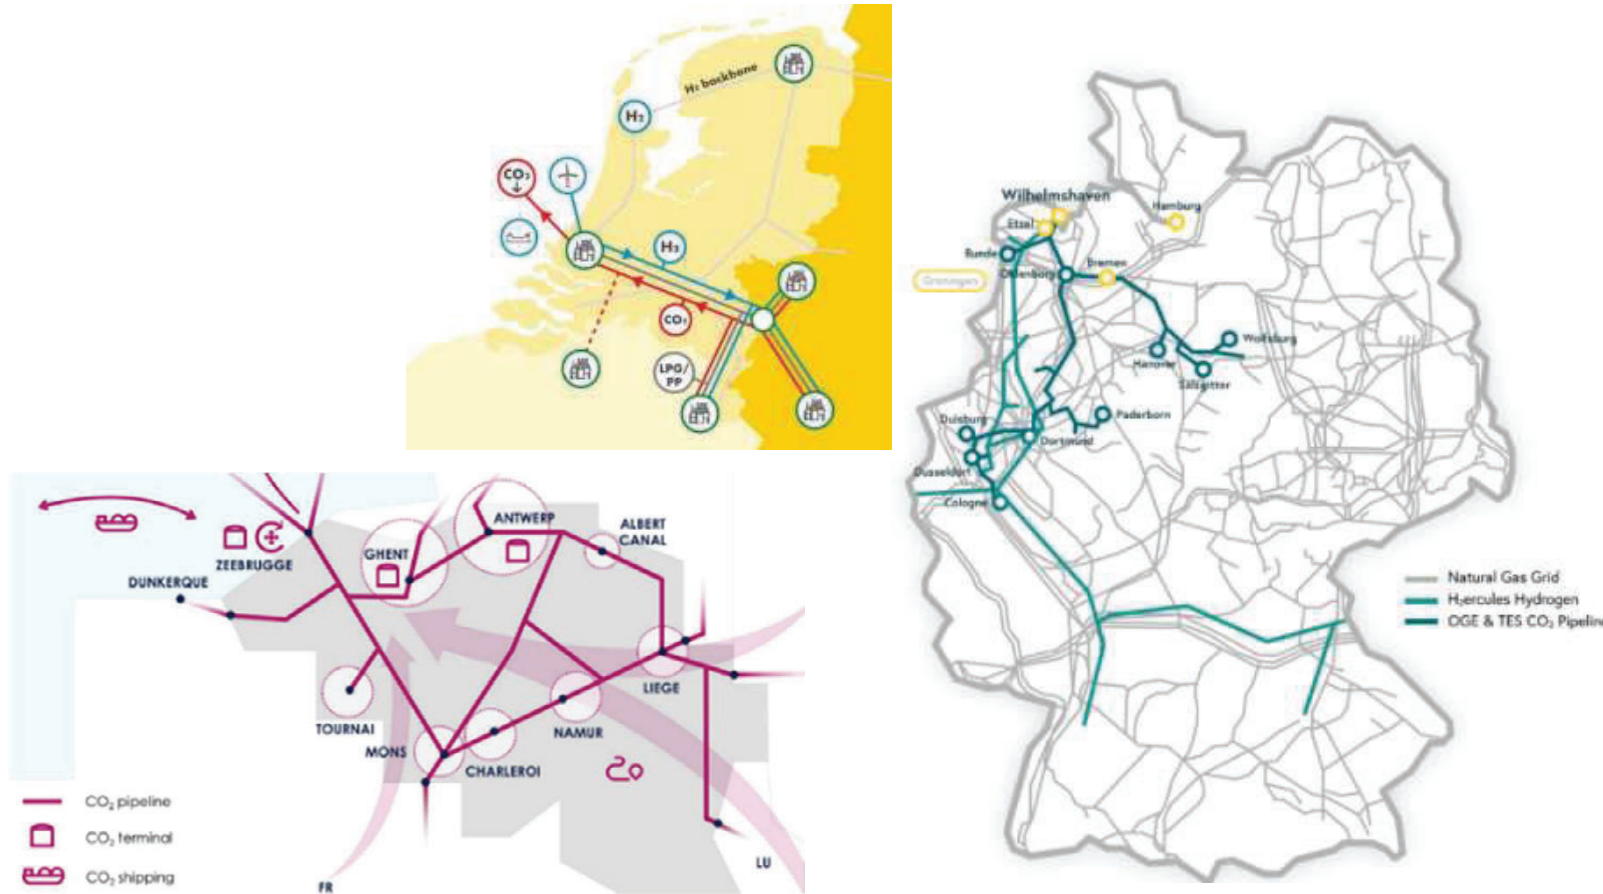 H₂ backbone
H₂
CO₂
H₂
CO₂
LPG/
PP
ANTWERP
ALBERT
CANAL
GHENT
ZEEBRUGGE
DUNKERQUE
LIEGE
TOURNAI
NAMUR
MONS
CHARLEROI
CO₂ pipeline
CO₂ terminal
CO₂ shipping
LU
FR
Wilhelmshaven
Hamburg
Etzel
Bunde
Bremen
Oldenburg
Groningen
Wolfsburg
Hanover
Salzgitter
Duisburg
Paderborn
Dortmund
Dusseldorf
Cologne
Natural Gas Grid
H₂ercules Hydrogen
OGE & TES CO₂ Pipeline